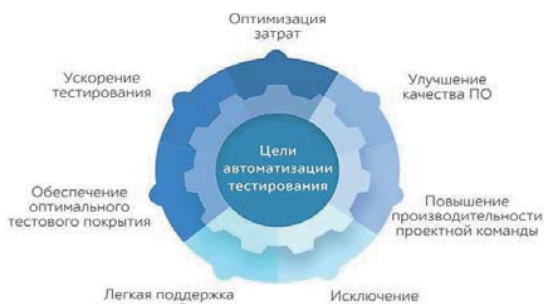 Оптимизация
затрат
Улучшение
качества ПО
Повышение
производительности
проектной команды
Исключение
Легкая поддержка
Обеспечение
оптимального
тестового покрытия
Ускорение
тестирования
Цели
автоматизации
тестирования